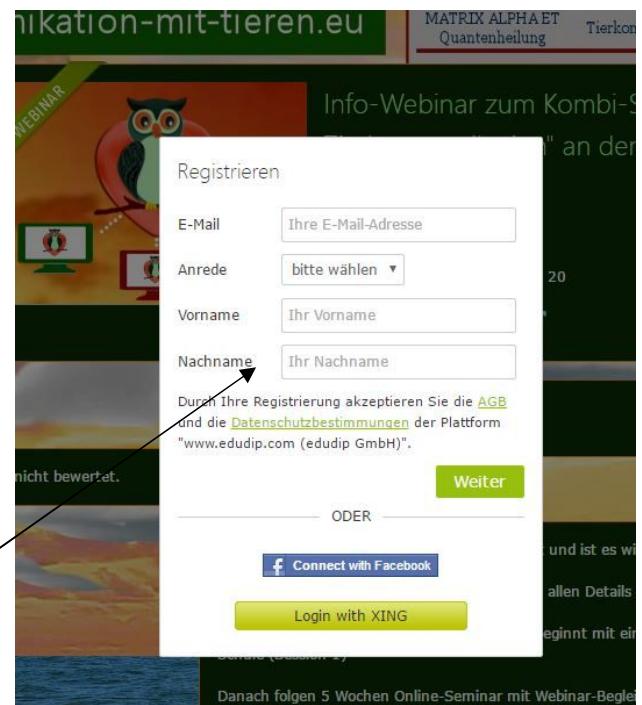 nikation-mit-tieren.eu
MATRIX ALPHA ET
Quantenheilung
Tierkon
WEBINAR
Info-Webinar zum Kombi-S
" an der
20
Registrieren
E-Mail
Ihre E-Mail-Adresse
Anrede
bitte wählen
Vorname
Ihr Vorname
Nachname
Ihr Nachname
Durch Ihre Registrierung akzeptieren Sie die AGB
und die Datenschutzbestimmungen der Plattform
"www.edudip.com (edudip GmbH)".
nicht bewertet.
Weiter
ODER
f Connect with Facebook
Login with XING
und ist es wi
allen Details
eginnt mit ein
(Session 1)
Danach folgen 5 Wochen Online-Seminar mit Webinar-Beglei